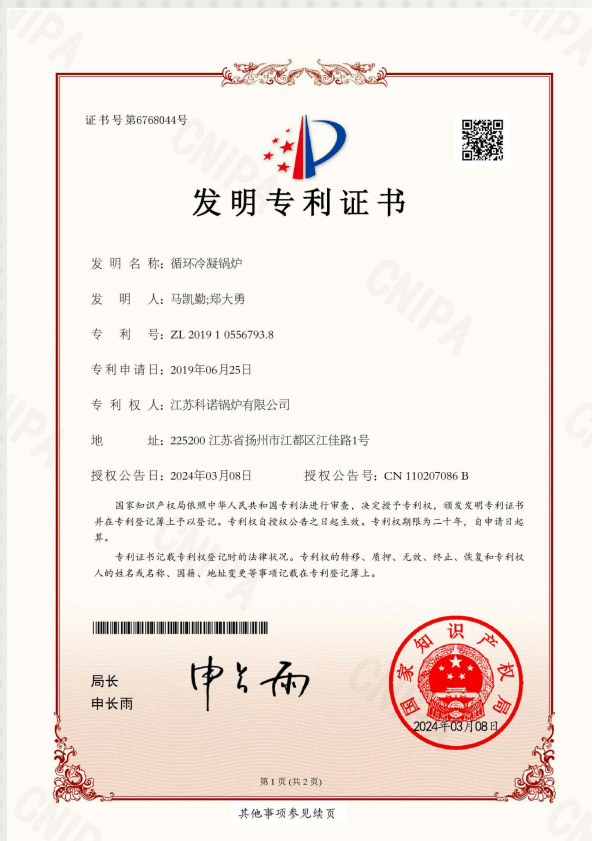 证书号第6768044号
发明专利证书
发明名称：循环冷凝锅炉
发明人：马凯勤;郑大勇
专利号：ZL 2019 1 0556793.8
专利申请日：2019年06月25日
专利权人：江苏科诺锅炉有限公司
地址：225200 江苏省扬州市江都区江佳路1号
授权公告日：2024年03月08日 授权公告号：CN 110207086 B
国家知识产权局依照中华人民共和国专利法进行审查，决定授予专利权，颁发发明专利证书
并在专利登记簿上予以登记。专利权自授权公告之日起生效。专利权期限为二十年，自申请日起
算。
专利证书记载专利权登记时的法律状况。专利权的转移、质押、无效、终止、恢复和专利权
人的姓名或名称、国籍、地址变更等事项记载在专利登记簿上。
局长
申长雨
申长雨
国家知识产权局
2024年03月08日
第 1 页 (共 2 页)
其他事项参见续页
CNIPA
CNIPA
CNIPA
CNIPA
CNIPA
CNIPA